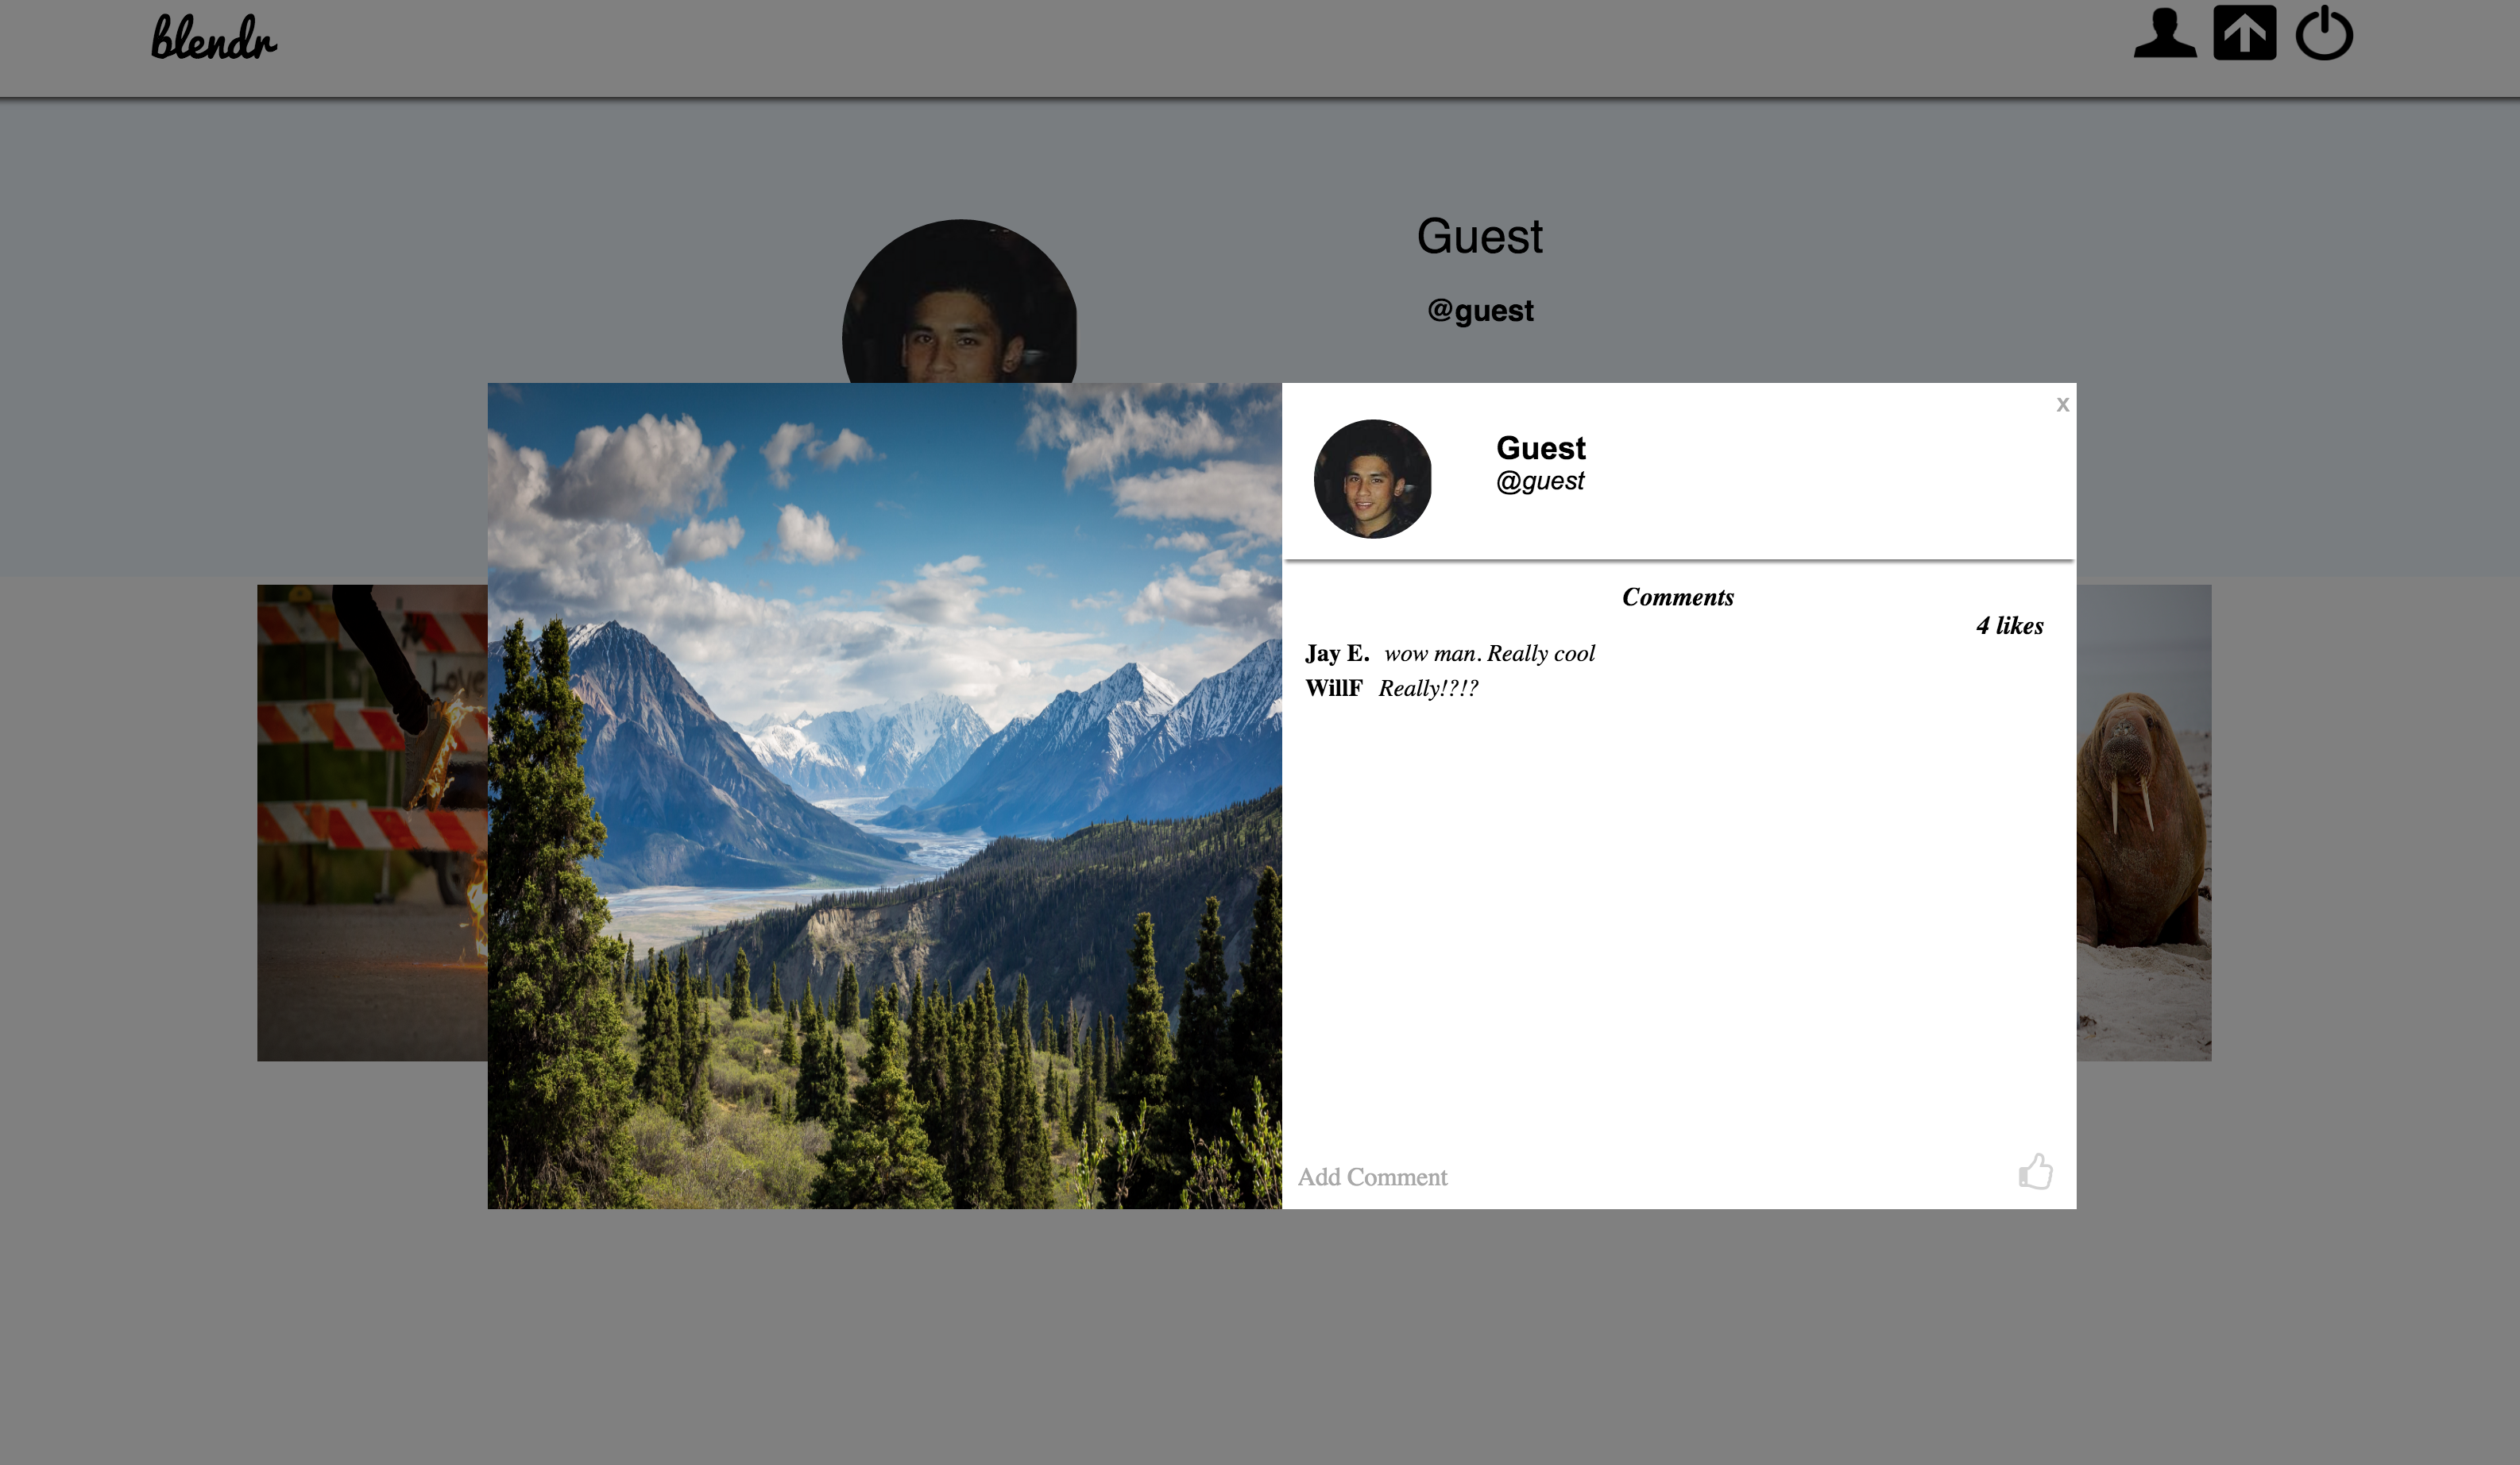 blendr
Guest
@guest
x
Guest
@guest
Comments
4 likes
Jay E. wow man. Really cool
WillF Really!?!?
Love
Add Comment